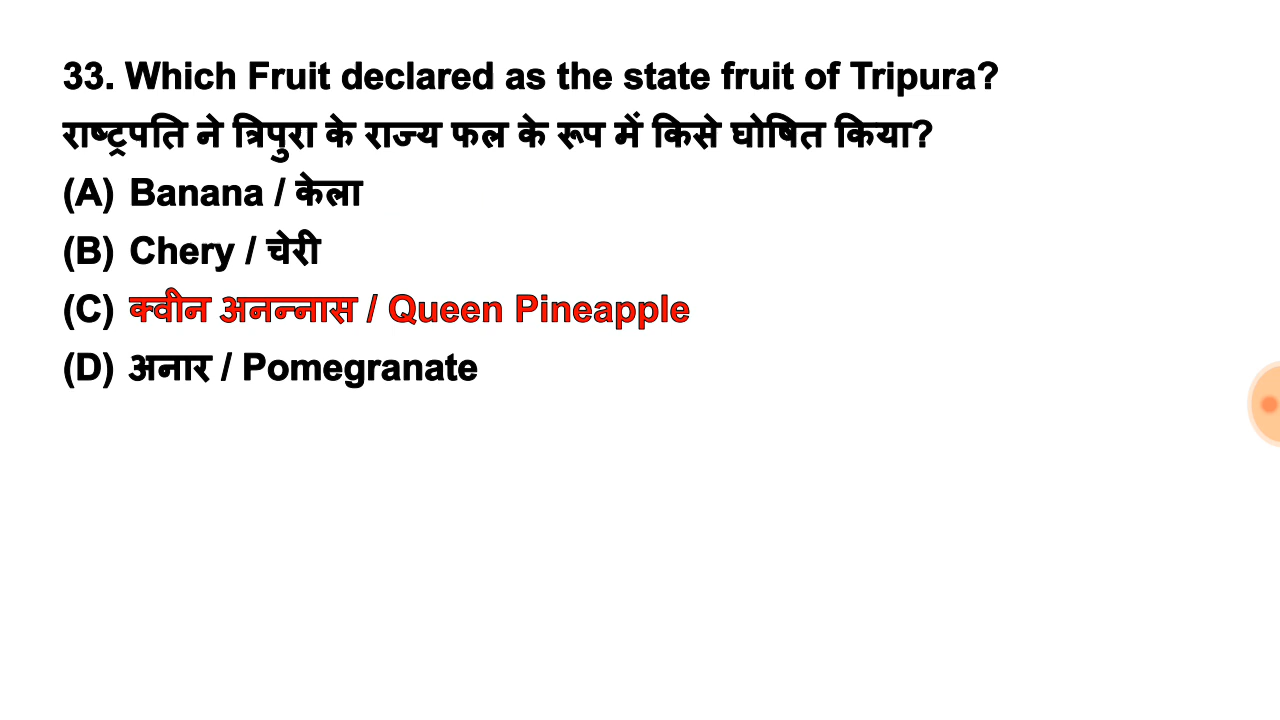 33. Which Fruit declared as the state fruit of Tripura?
राष्ट्रपति ने त्रिपुरा के राज्य फल के रूप में किसे घोषित किया?
(A) Banana / केला
(B) Chery / चेरी
(C) क्वीन अनन्नास / Queen Pineapple
(D) अनार / Pomegranate